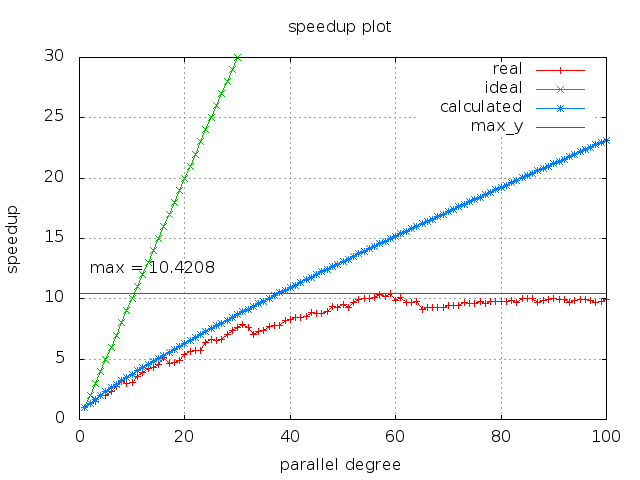 speedup plot
speedup
30
25
20
15
10
5
0
real
ideal
calculated
max_y
max = 10.4208
0 20 40 60 80 100
parallel degree